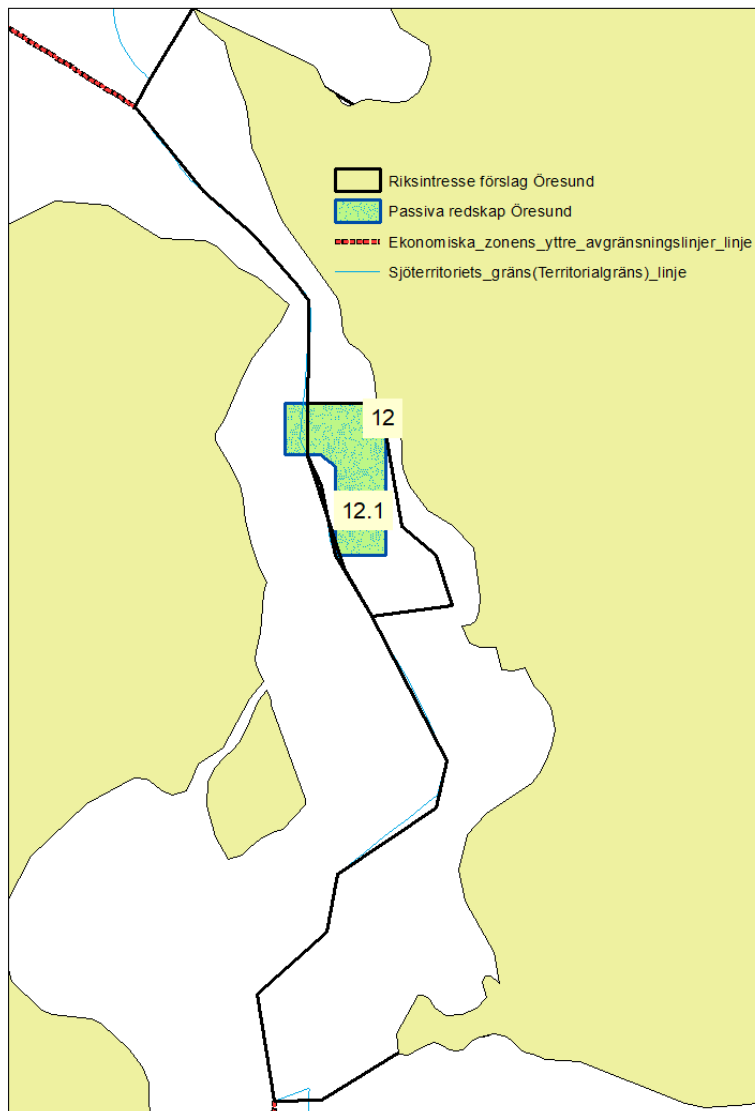 Riksintresse förslag Öresund
Passiva redskap Öresund
Ekonomiska_zonens_yttre_avgränsningslinjer_linje
Sjöterritoriets_gräns(Territorialgräns)_linje
12
12.1